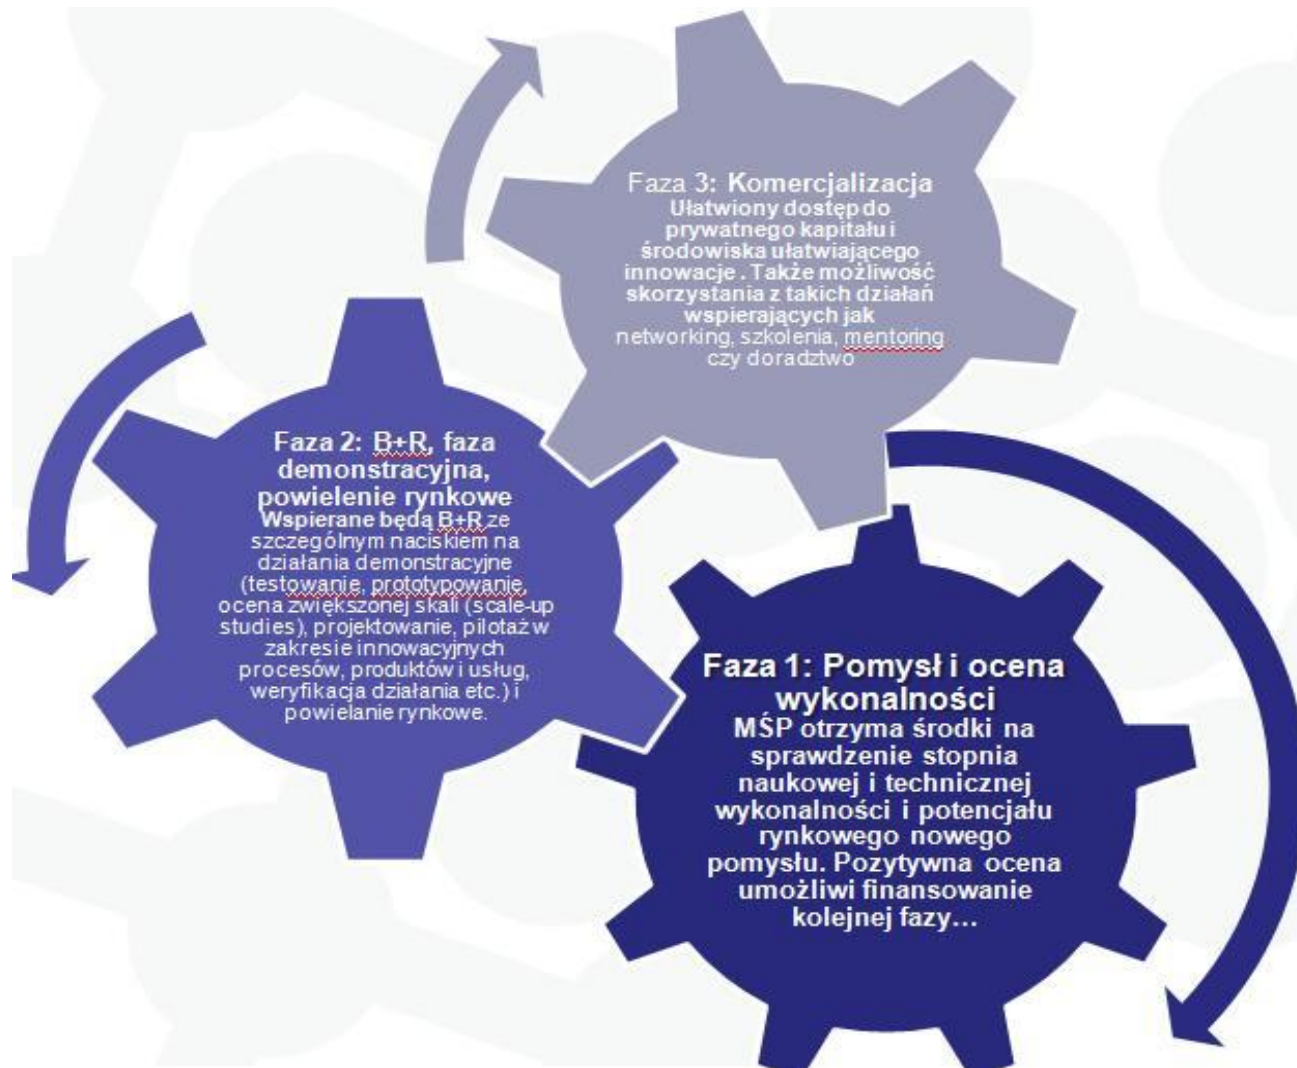 Faza 3: Komercjalizacja
Ułatwiony dostęp do
prywatnego kapitału i
środowiska ułatwiającego
innowacje . Także możliwość
skorzystania z takich działań
wspierających jak
networking, szkolenia, mentoring
czy doradztwo
Faza 2: B+R, faza
demonstracyjna,
powielenie rynkowe
Wspierane będą B+R ze
szczególnym naciskiem na
działania demonstracyjne
(testowanie, prototypowanie,
ocena zwiększonej skali (scale-up
studies), projektowanie, pilotaż w
zakresie innowacyjnych
procesów, produktów i usług,
weryfikacja działania etc.) i
powielanie rynkowe.
Faza 1: Pomysł i ocena
wykonalności
MŚP otrzyma środki na
sprawdzenie stopnia
naukowej i technicznej
wykonalności i potencjału
rynkowego nowego
pomysłu. Pozytywna ocena
umożliwi finansowanie
kolejnej fazy…